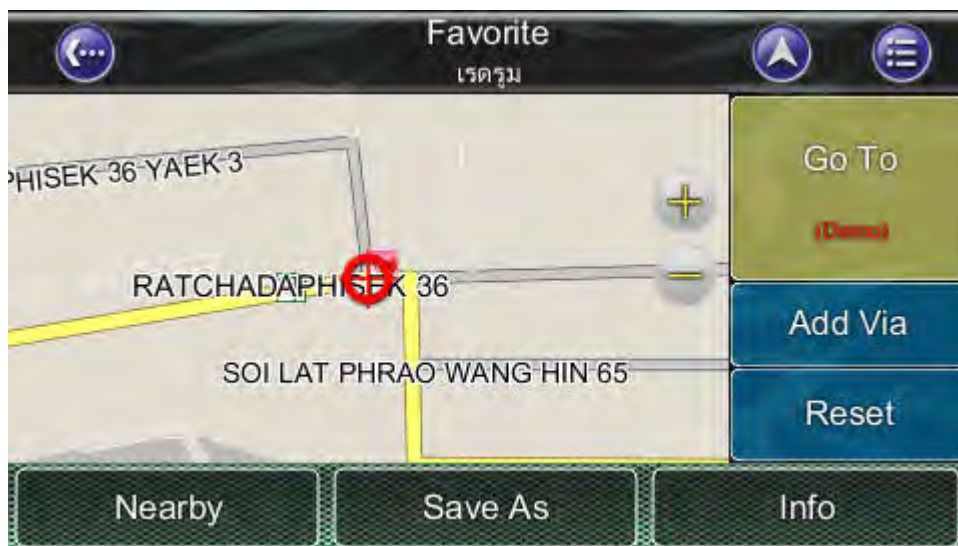 Favorite
เรดรูม
PHISEK 36 YAEK 3
RATCHADAPHISEK 36
SOI LAT PHRAO WANG HIN 65
Go To
(Demo)
Add Via
Reset
Nearby
Save As
Info